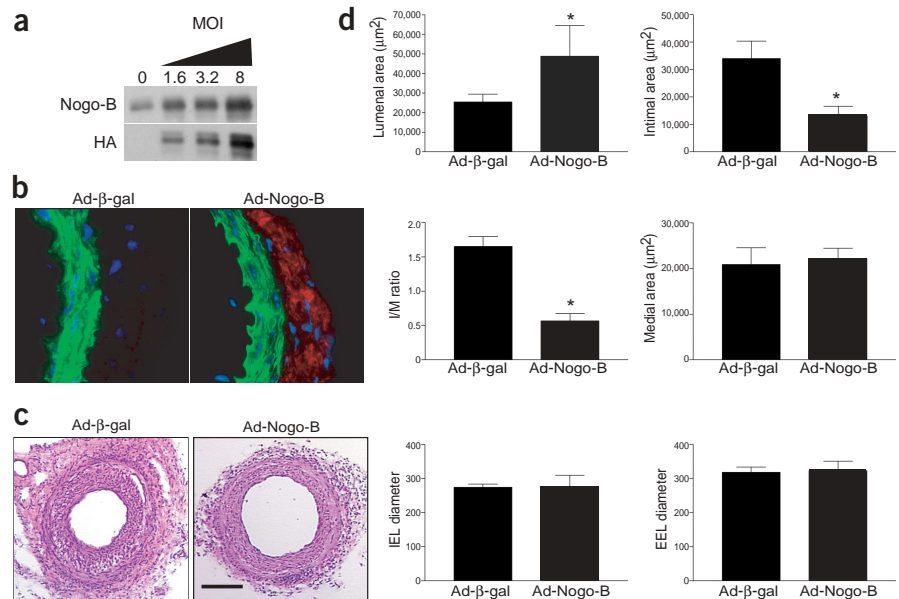 a
MOI
0 1.6 3.2 8
Nogo-B
HA
b
Ad-β-gal Ad-Nogo-B
c
Ad-β-gal Ad-Nogo-B
d
Lumenal area (μm2)
70,000
60,000
50,000
40,000
30,000
20,000
10,000
0
*
Ad-β-gal Ad-Nogo-B
Intimal area (μm2)
50,000
40,000
30,000
20,000
10,000
0
*
Ad-β-gal Ad-Nogo-B
I/M ratio
2.0
1.5
1.0
0.5
0
*
Ad-β-gal Ad-Nogo-B
Medial area (μm2)
30,000
20,000
10,000
0
Ad-β-gal Ad-Nogo-B
IEL diameter
400
300
200
100
0
Ad-β-gal Ad-Nogo-B
EEL diameter
400
300
200
100
0
Ad-β-gal Ad-Nogo-B